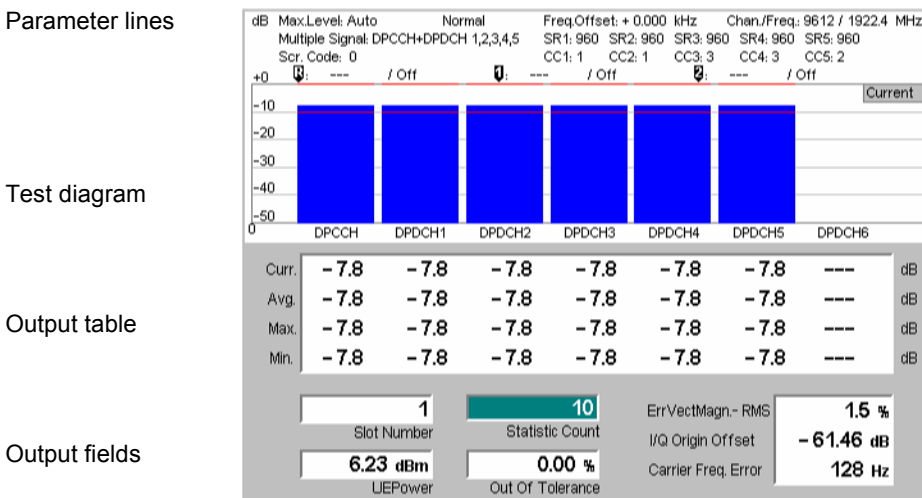 Parameter lines
dB Max.Level: Auto Normal Freq.Offset: + 0.000 kHz Chan./Freq.: 9612 / 1922.4 MHz
Multiple Signal: DPCCH+DPDCH 1,2,3,4,5 SR1: 960 SR2: 960 SR3: 960 SR4: 960 SR5: 960
Scr. Code: 0 CC1: 1 CC2: 1 CC3: 3 CC4: 3 CC5: 2
+0 R: --- / Off 1: --- / Off 2: --- / Off
Current
-10
-20
-30
Test diagram
-40
-50
0 DPCCH DPDCH1 DPDCH2 DPDCH3 DPDCH4 DPDCH5 DPDCH6
Curr. - 7.8 - 7.8 - 7.8 - 7.8 - 7.8 - 7.8 --- dB
Avg. - 7.8 - 7.8 - 7.8 - 7.8 - 7.8 - 7.8 --- dB
Output table
Max. - 7.8 - 7.8 - 7.8 - 7.8 - 7.8 - 7.8 --- dB
Min. - 7.8 - 7.8 - 7.8 - 7.8 - 7.8 - 7.8 --- dB
1 10 ErrVectMagn.- RMS 1.5 %
Slot Number Statistic Count
Output fields
I/Q Origin Offset - 61.46 dB
6.23 dBm 0.00 % Carrier Freq. Error 128 Hz
UEPower Out Of Tolerance